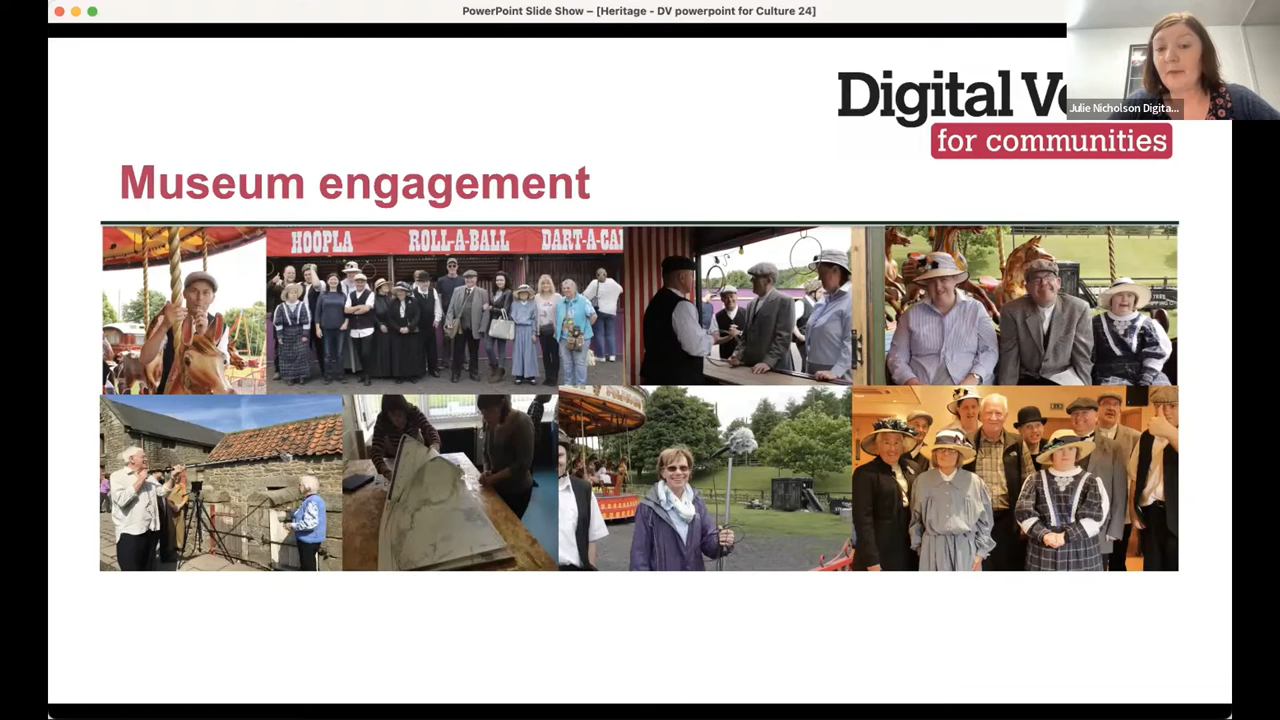 PowerPoint Slide Show – [Heritage - DV powerpoint for Culture 24]
Digital V
for communities
Julie Nicholson Digita...
Museum engagement
HOOPLA ROLL-A-BALL DART-A-CA